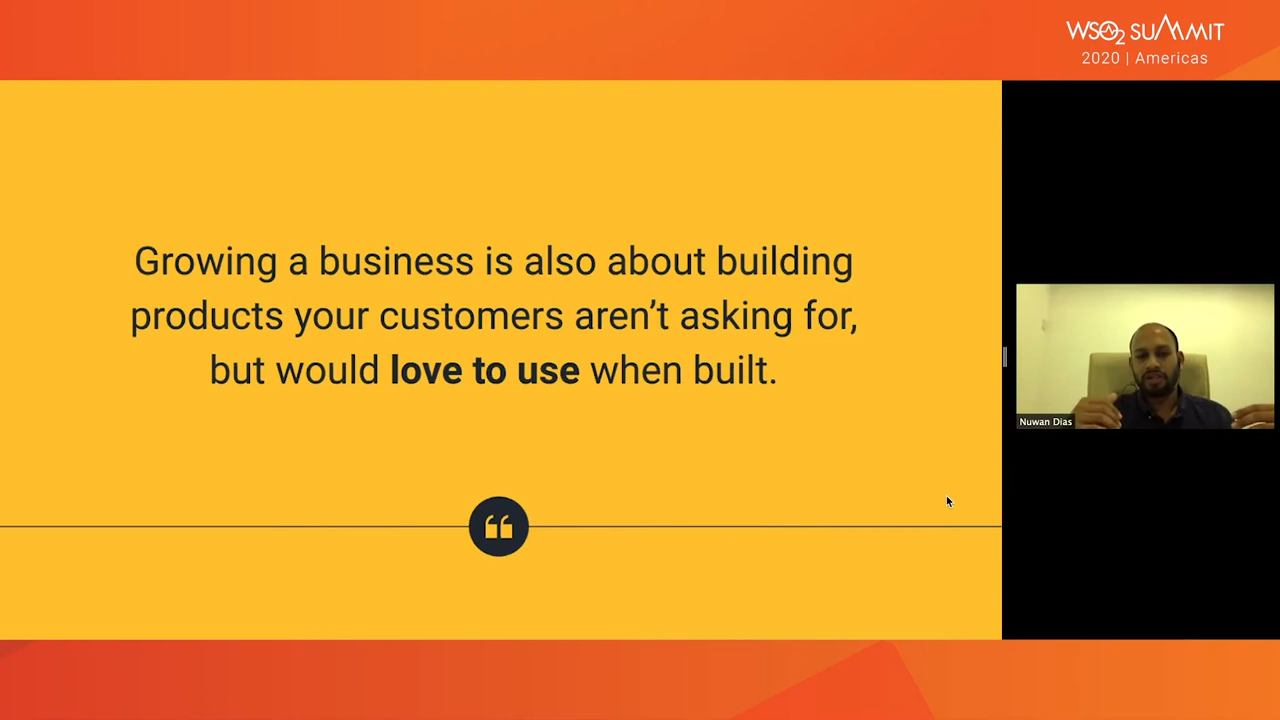 WSO2 SUMMIT
2020 | Americas
Growing a business is also about building
products your customers aren’t asking for,
but would love to use when built.
“
Nuwan Dias